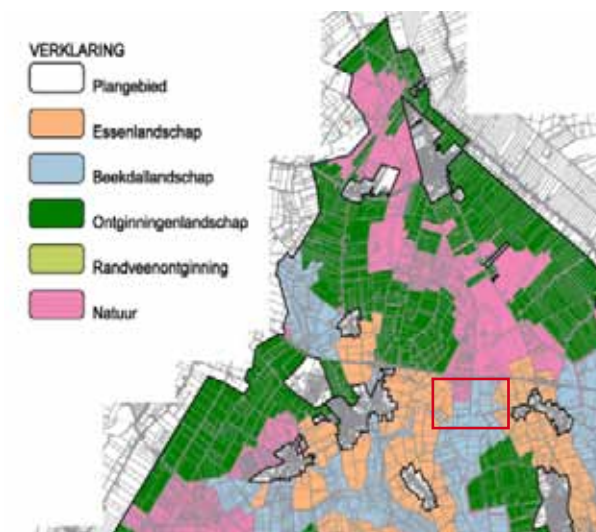 VERKLARING
Plangebied
Essenlandschap
Beekdallandschap
Ontginningenlandschap
Randveenontginning
Natuur